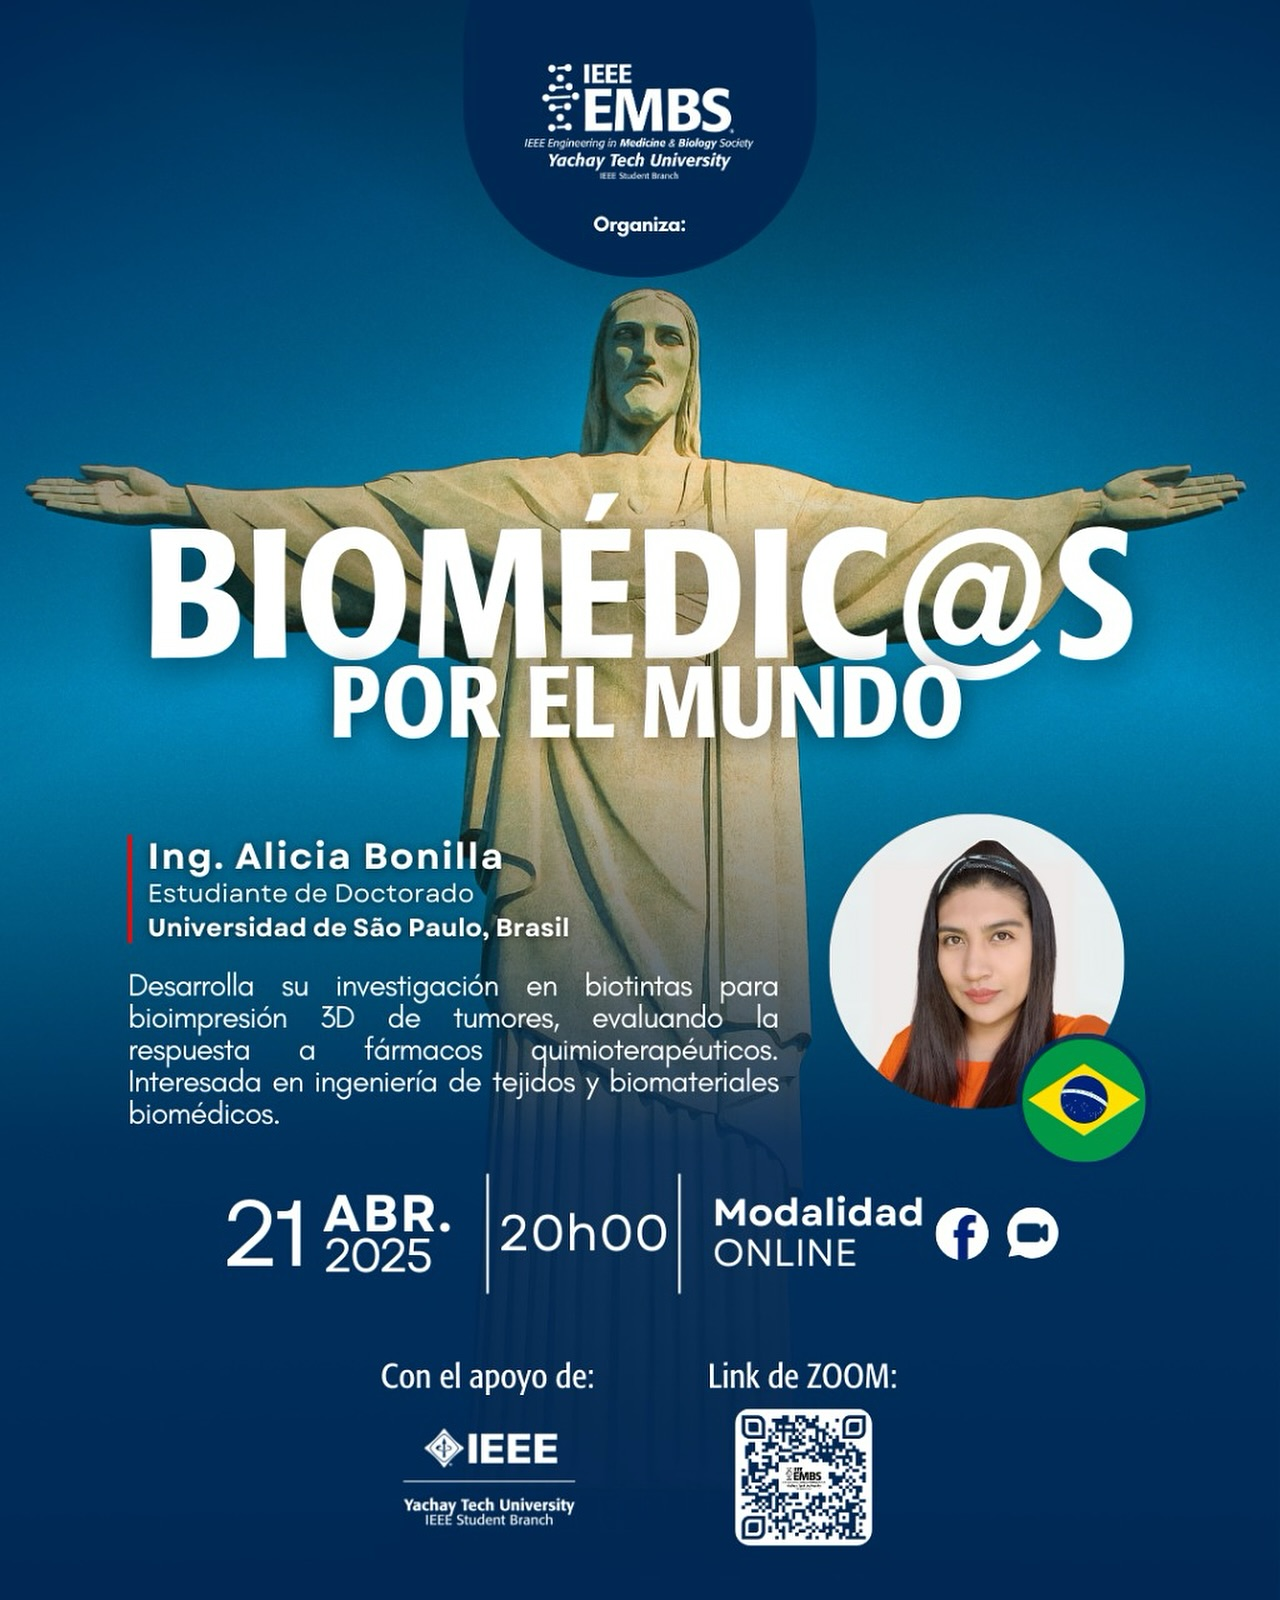 IEEE
EMBS
IEEE Engineering in Medicine & Biology Society
Yachay Tech University
IEEE Student Branch
Organiza:
BIOMÉDIC@S
POR EL MUNDO
Ing. Alicia Bonilla
Estudiante de Doctorado
Universidad de São Paulo, Brasil
Desarrolla su investigación en biotintas para
bioimpresión 3D de tumores, evaluando la
respuesta a fármacos quimioterapéuticos.
Interesada en ingeniería de tejidos y biomateriales
biomédicos.
21 ABR.
2025
20h00
Modalidad
ONLINE
Con el apoyo de:
IEEE
Yachay Tech University
IEEE Student Branch
Link de ZOOM:
EMBS